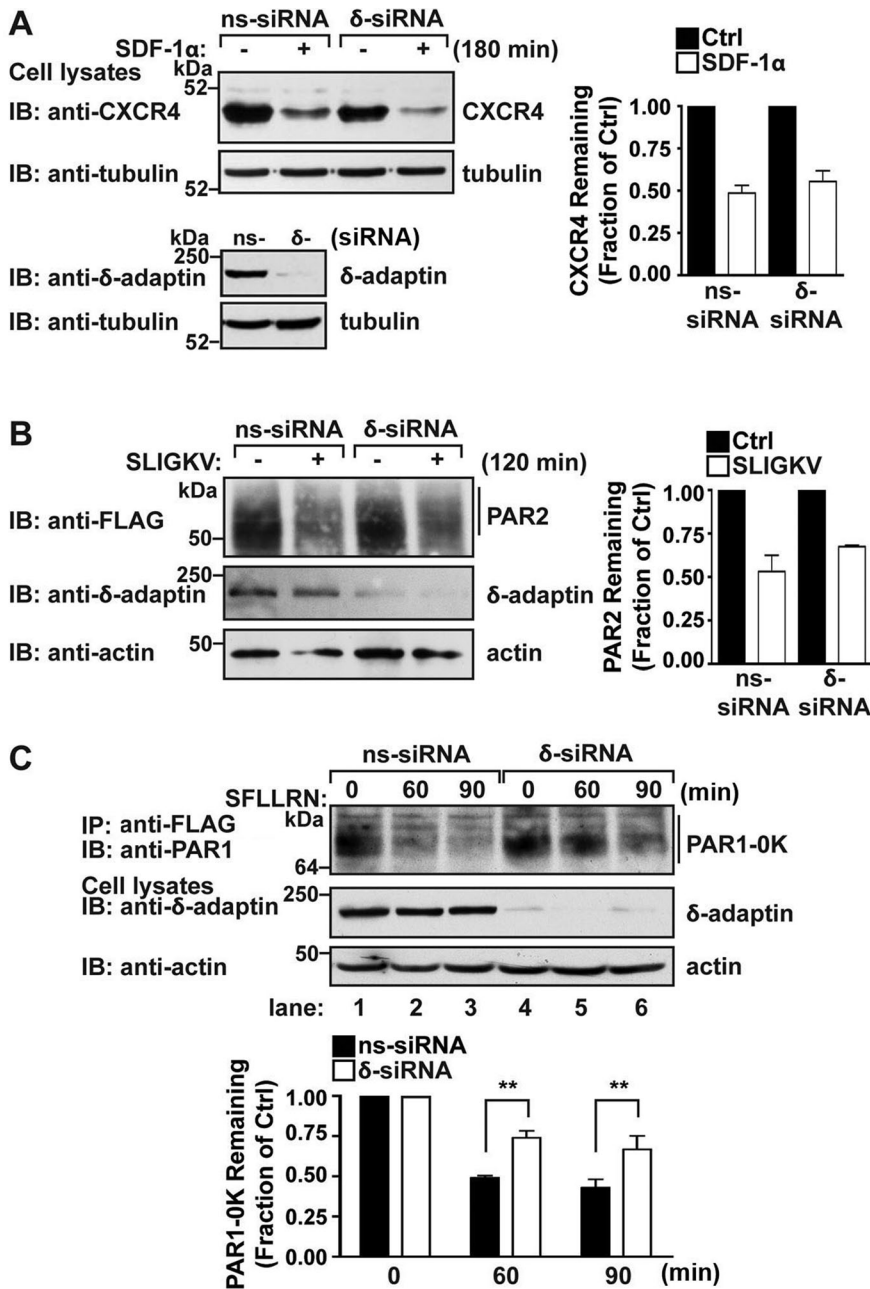 A
ns-siRNA δ-siRNA
SDF-1α: - + - + (180 min)
Cell lysates
kDa
52
IB: anti-CXCR4 CXCR4
IB: anti-tubulin tubulin
52
kDa ns- δ- (siRNA)
250
IB: anti-δ-adaptin δ-adaptin
IB: anti-tubulin tubulin
52
Ctrl
SDF-1α
CXCR4 Remaining
(Fraction of Ctrl)
1.00
0.75
0.50
0.25
0.00
ns- δ-
siRNA siRNA
B
ns-siRNA δ-siRNA
SLIGKV: - + - + (120 min)
kDa
IB: anti-FLAG PAR2
50
250
IB: anti-δ-adaptin δ-adaptin
50
IB: anti-actin actin
Ctrl
SLIGKV
PAR2 Remaining
(Fraction of Ctrl)
1.00
0.75
0.50
0.25
0.00
ns- δ-
siRNA siRNA
C
ns-siRNA δ-siRNA
SFLLRN: 0 60 90 0 60 90 (min)
kDa
IP: anti-FLAG
IB: anti-PAR1 PAR1-0K
64
Cell lysates
250
IB: anti-δ-adaptin δ-adaptin
50
IB: anti-actin actin
lane: 1 2 3 4 5 6
ns-siRNA
δ-siRNA
PAR1-0K Remaining
(Fraction of Ctrl)
1.00
0.75
0.50
0.25
0.00
** **
0 60 90 (min)